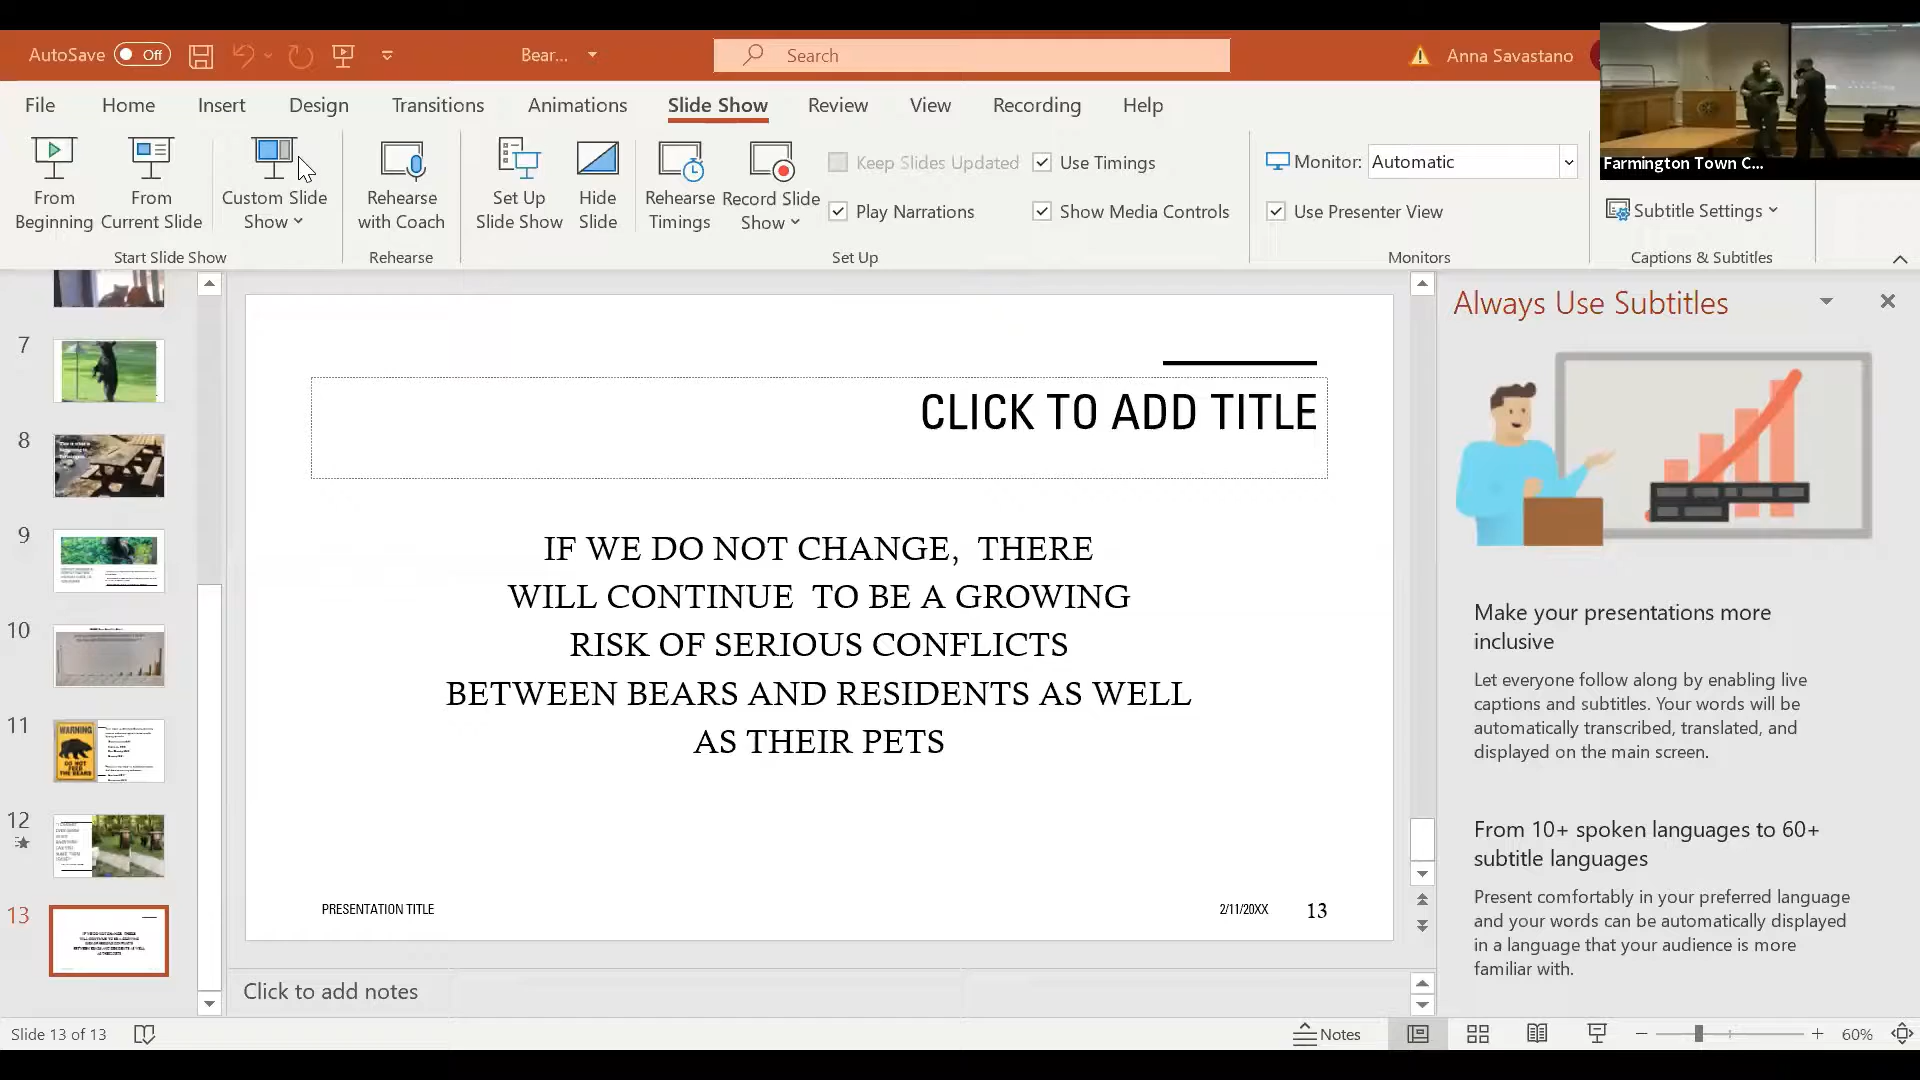 AutoSave Off
Bear...
Search
Anna Savastano
File Home Insert Design Transitions Animations Slide Show Review View Recording Help
From Beginning
From Current Slide
Custom Slide Show
Rehearse with Coach
Set Up Slide Show
Hide Slide
Rehearse Timings
Record Slide Show
Keep Slides Updated
Use Timings
Play Narrations
Show Media Controls
Monitor: Automatic
Use Presenter View
Farmington Town C...
Subtitle Settings
Start Slide Show
Rehearse
Set Up
Monitors
Captions & Subtitles
7
8
9
10
11
WARNING
DO NOT
FEED
THE BEARS
12
13
CLICK TO ADD TITLE
IF WE DO NOT CHANGE, THERE
WILL CONTINUE TO BE A GROWING
RISK OF SERIOUS CONFLICTS
BETWEEN BEARS AND RESIDENTS AS WELL
AS THEIR PETS
PRESENTATION TITLE
2/11/20XX
13
Click to add notes
Always Use Subtitles
Make your presentations more
inclusive
Let everyone follow along by enabling live
captions and subtitles. Your words will be
automatically transcribed, translated, and
displayed on the main screen.
From 10+ spoken languages to 60+
subtitle languages
Present comfortably in your preferred language
and your words can be automatically displayed
in a language that your audience is more
familiar with.
Slide 13 of 13
Notes
60%